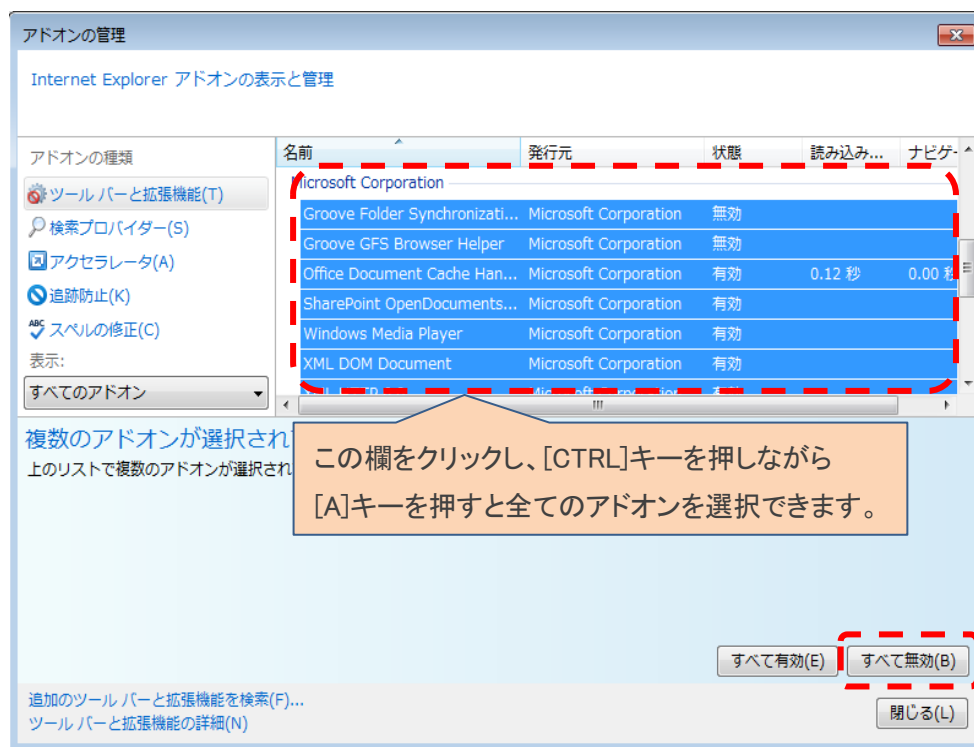 アドオンの管理
Internet Explorer アドオンの表示と管理
アドオンの種類
ツール バーと拡張機能(T)
検索プロバイダー(S)
アクセラレータ(A)
追跡防止(K)
スペルの修正(C)
表示:
すべてのアドオン
名前 発行元 状態 読み込み... ナビゲー
Microsoft Corporation
Groove Folder Synchronizati... Microsoft Corporation 無効
Groove GFS Browser Helper Microsoft Corporation 無効
Office Document Cache Han... Microsoft Corporation 有効 0.12 秒 0.00 秒
SharePoint OpenDocuments... Microsoft Corporation 有効
Windows Media Player Microsoft Corporation 有効
XML DOM Document Microsoft Corporation 有効
複数のアドオンが選択され
上のリストで複数のアドオンが選択され
この欄をクリックし、[CTRL]キーを押しながら
[A]キーを押すと全てのアドオンを選択できます。
すべて有効(E) すべて無効(B)
追加のツール バーと拡張機能を検索(F)...
ツール バーと拡張機能の詳細(N)
閉じる(L)